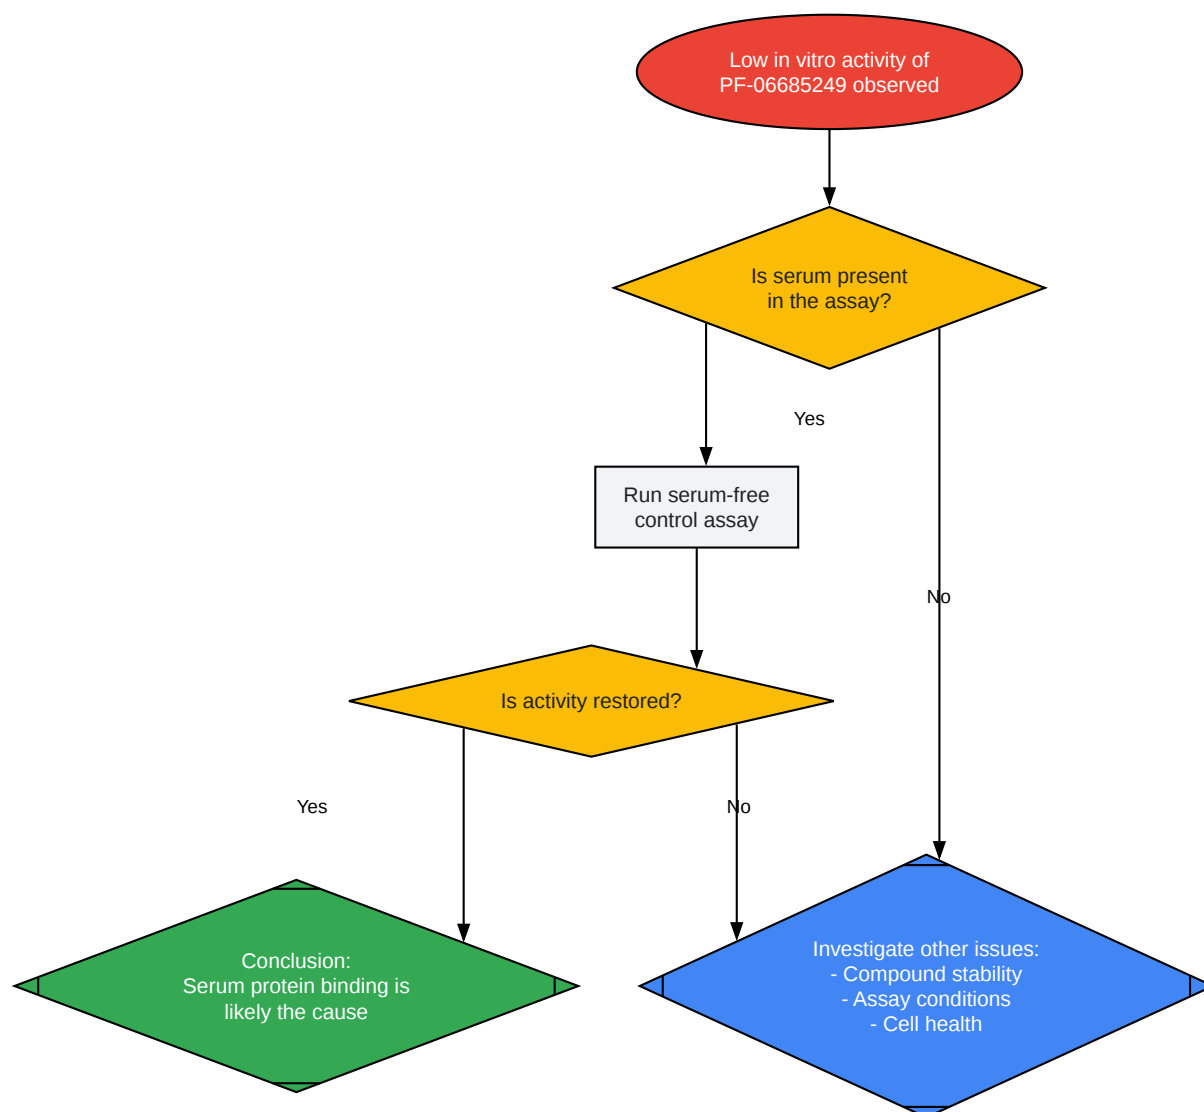 Low in vitro activity of
PF-06685249 observed
Is serum present
in the assay?
Yes
Run serum-free
control assay
No
Is activity restored?
Yes
No
Conclusion:
Serum protein binding is
likely the cause
Investigate other issues:
- Compound stability
- Assay conditions
- Cell health